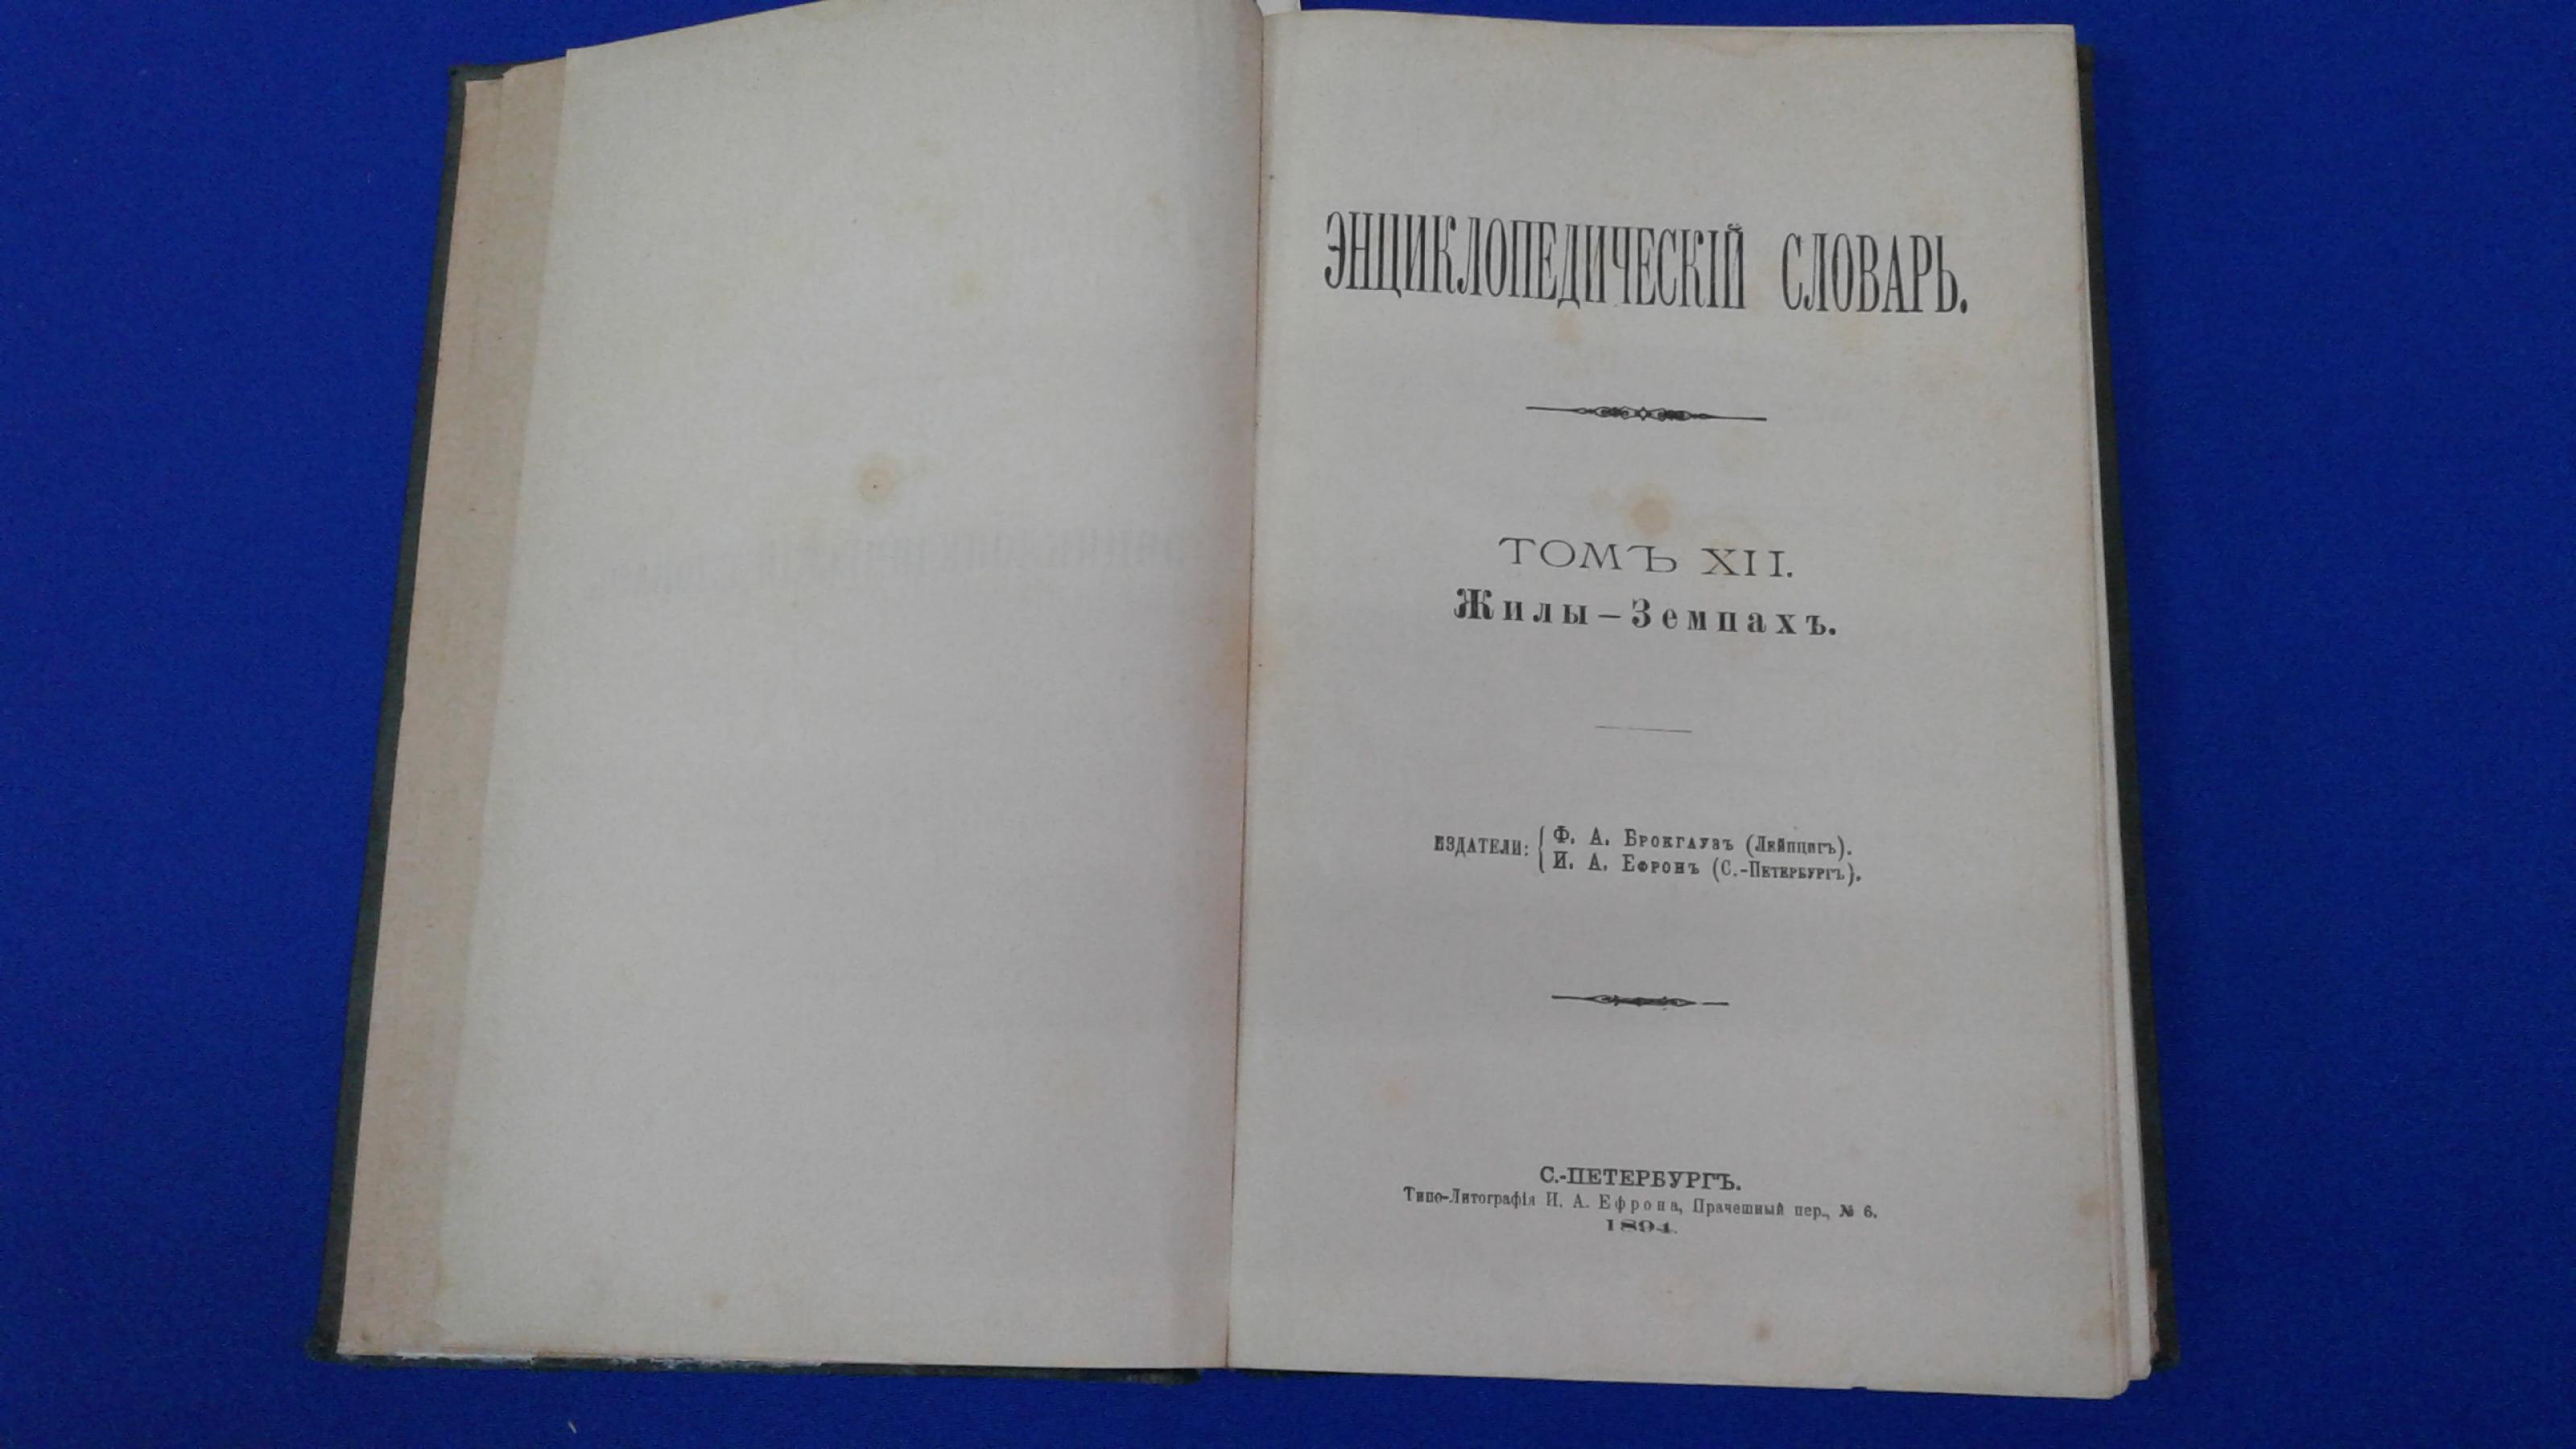 ЭНЦИКЛОПЕДИЧЕСКІЙ СЛОВАРЬ.
ТОМЪ XII.
Жилы–Земпахъ.
ИЗДАТЕЛИ: { Ф. А. Брокгаузъ (Лейпцигъ).
И. А. Ефронъ (С.-Петербургъ).
С.-ПЕТЕРБУРГЪ.
Типо-Литографія И. А. Ефрона, Прачешный пер., № 6.
1894.